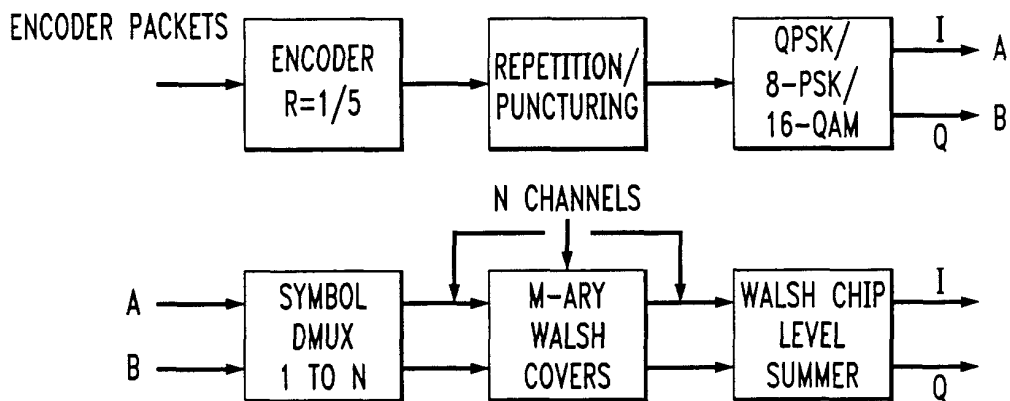 ENCODER PACKETS
ENCODER
R=1/5
REPETITION/
PUNCTURING
QPSK/
8-PSK/
16-QAM
I
A
B
Q
N CHANNELS
A
B
SYMBOL
DMUX
1 TO N
M-ARY
WALSH
COVERS
WALSH CHIP
LEVEL
SUMMER
I
Q